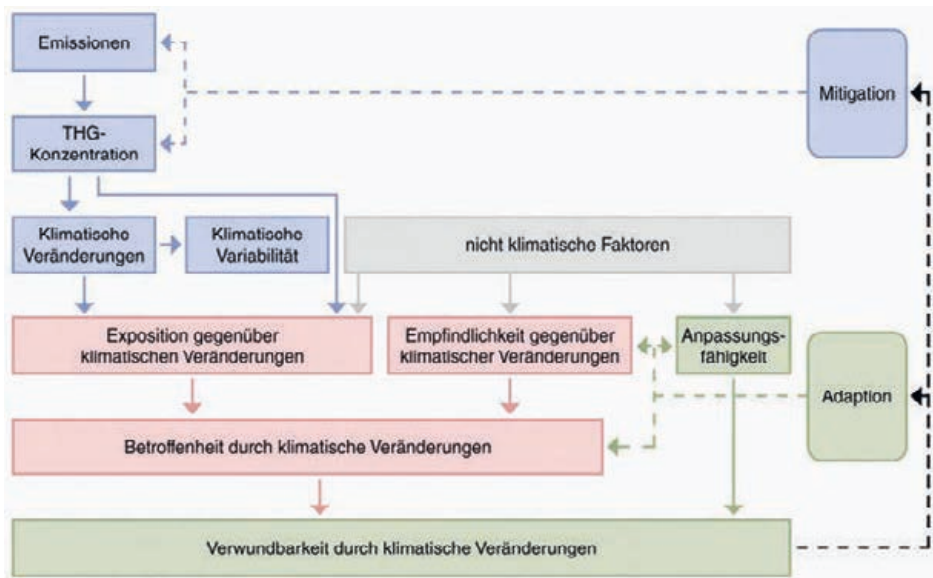 Emissionen
Mitigation
THG-
Konzentration
Klimatische
Veränderungen
Klimatische
Variabilität
nicht klimatische Faktoren
Exposition gegenüber
klimatischen Veränderungen
Empfindlichkeit gegenüber
klimatischer Veränderungen
Anpassungs-
fähigkeit
Adaption
Betroffenheit durch klimatische Veränderungen
Verwundbarkeit durch klimatische Veränderungen